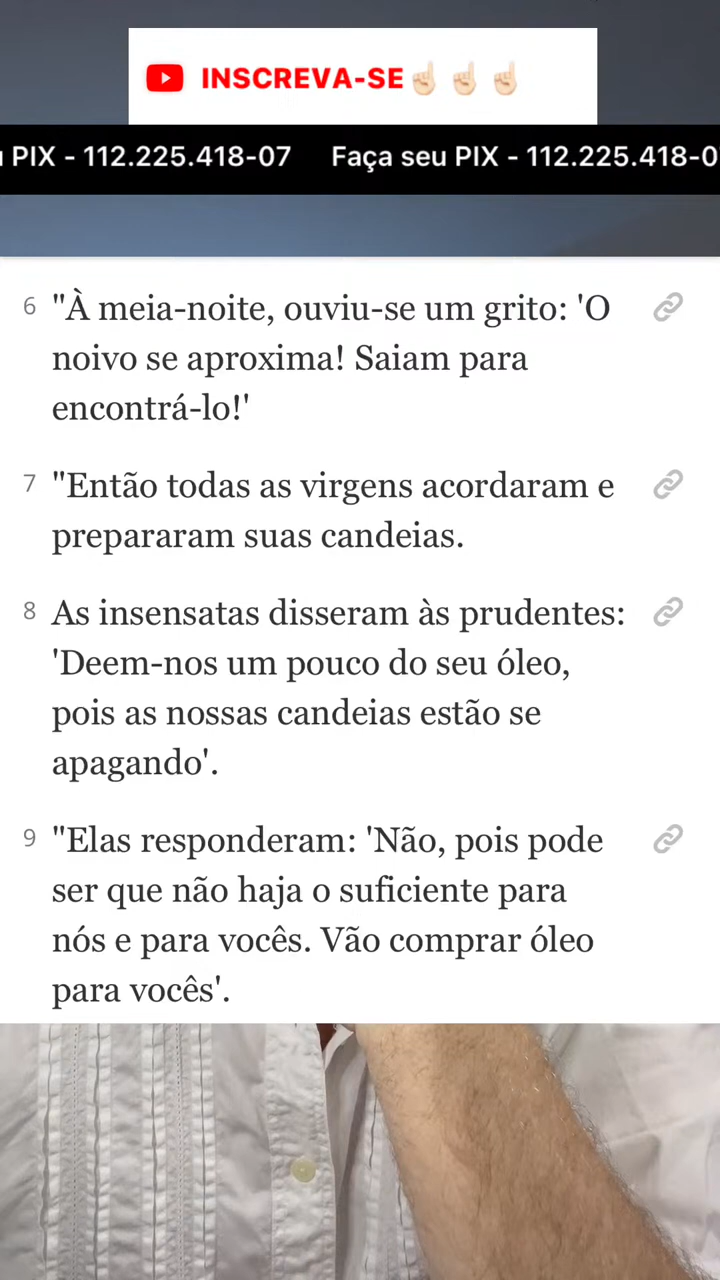 INSCREVA-SE☝🏻☝🏻☝🏻
PIX - 112.225.418-07 Faça seu PIX - 112.225.418-0
6 "À meia-noite, ouviu-se um grito: 'O
noivo se aproxima! Saiam para
encontrá-lo!'
7 "Então todas as virgens acordaram e
prepararam suas candeias.
8 As insensatas disseram às prudentes:
'Deem-nos um pouco do seu óleo,
pois as nossas candeias estão se
apagando'.
9 "Elas responderam: 'Não, pois pode
ser que não haja o suficiente para
nós e para vocês. Vão comprar óleo
para vocês'.